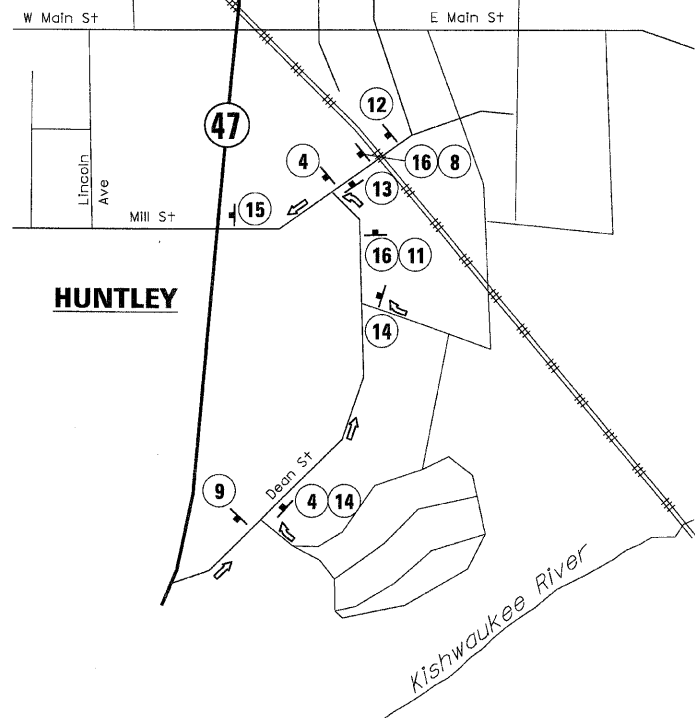 W Main St
E Main St
12
47
4
16 8
13
Lincoln
Ave
15
Mill St
16 11
HUNTLEY
14
Dean St
9
4 14
Kishwaukee River